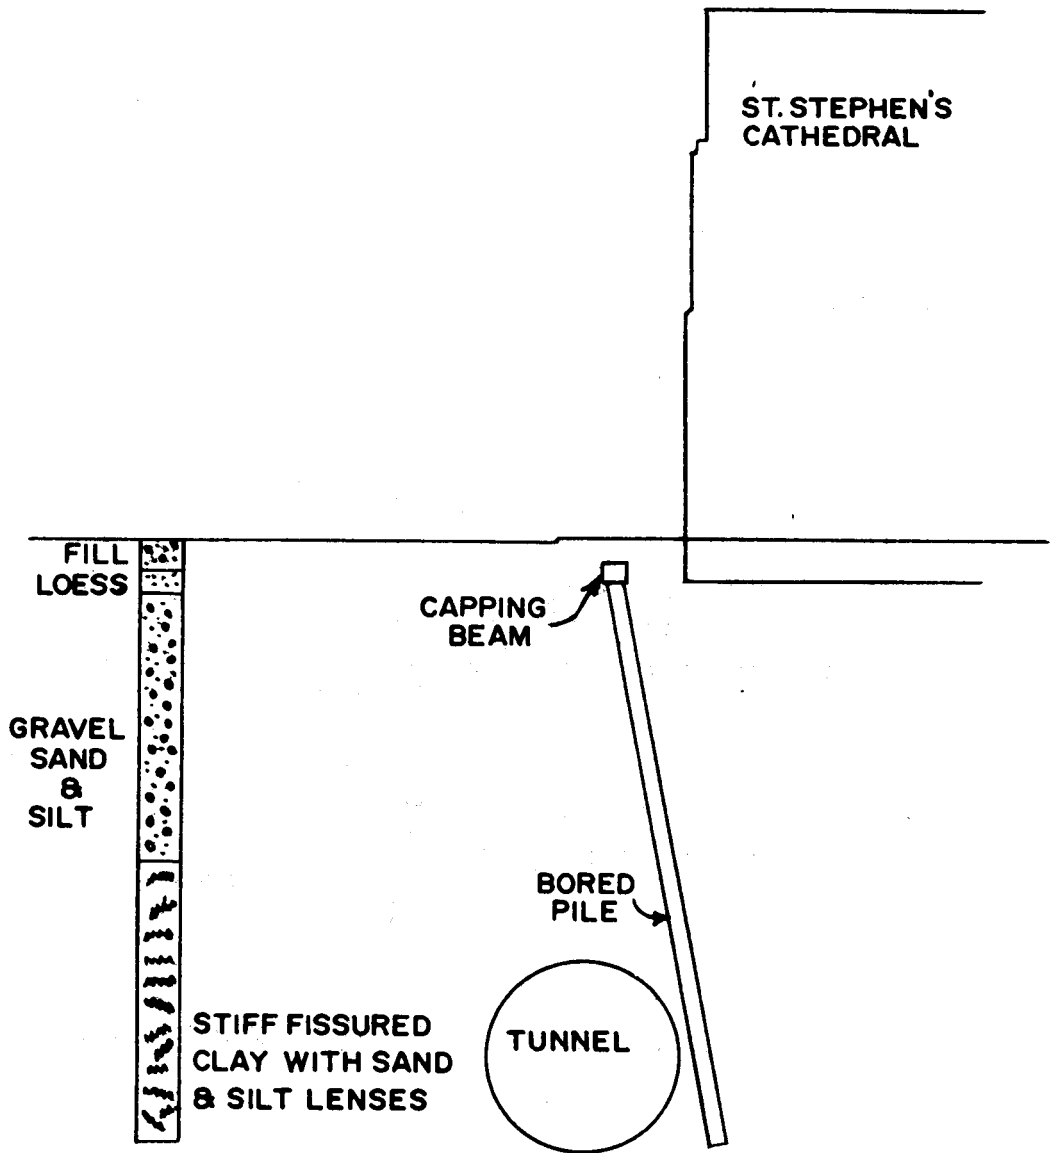 ST. STEPHEN'S
CATHEDRAL
FILL
LOESS
CAPPING
BEAM
GRAVEL
SAND
&
SILT
BORED
PILE
STIFF FISSURED
CLAY WITH SAND
& SILT LENSES
TUNNEL